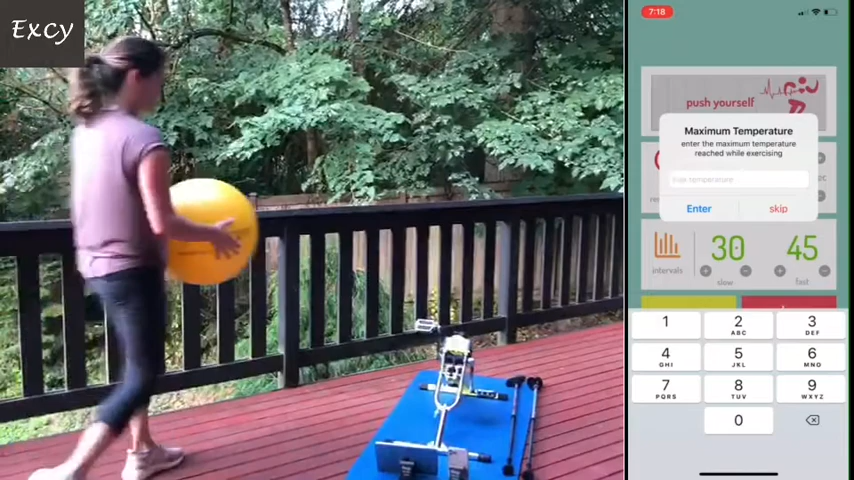 Excy
7:18
push yourself
Maximum Temperature
enter the maximum temperature
reached while exercising
Enter
skip
intervals
30
slow
45
fast
1
2
ABC
3
DEF
4
GHI
5
JKL
6
MNO
7
PQRS
8
TUV
9
WXYZ
0